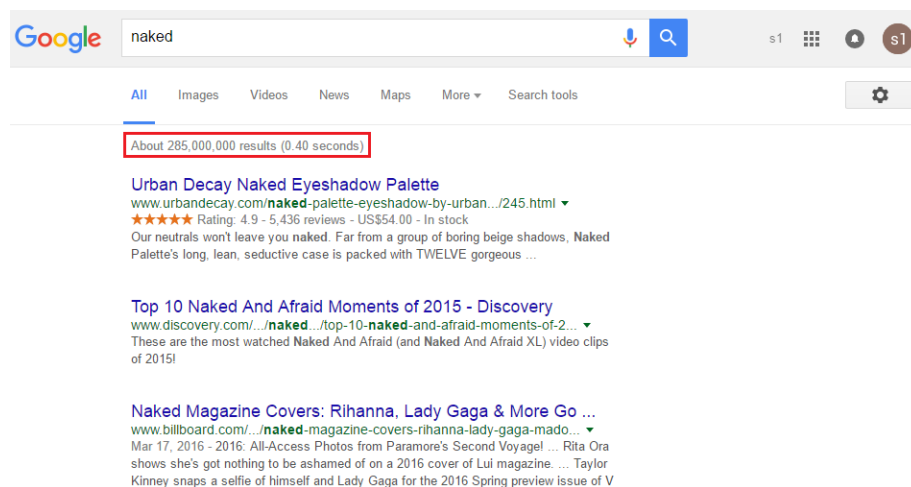 Google
naked
s1
s1
All Images Videos News Maps More Search tools
About 285,000,000 results (0.40 seconds)
Urban Decay Naked Eyeshadow Palette
www.urbandecay.com/naked-palette-eyeshadow-by-urban.../245.html
Rating: 4.9 - 5,436 reviews - US$54.00 - In stock
Our neutrals won't leave you naked. Far from a group of boring beige shadows, Naked
Palette's long, lean, seductive case is packed with TWELVE gorgeous ...
Top 10 Naked And Afraid Moments of 2015 - Discovery
www.discovery.com/.../naked.../top-10-naked-and-afraid-moments-of-2...
These are the most watched Naked And Afraid (and Naked And Afraid XL) video clips
of 2015!
Naked Magazine Covers: Rihanna, Lady Gaga & More Go ...
www.billboard.com/.../naked-magazine-covers-rihanna-lady-gaga-mado...
Mar 17, 2016 - 2016: All-Access Photos from Paramore's Second Voyage! ... Rita Ora
shows she's got nothing to be ashamed of on a 2016 cover of Lui magazine. ... Taylor
Kinney snaps a selfie of himself and Lady Gaga for the 2016 Spring preview issue of V